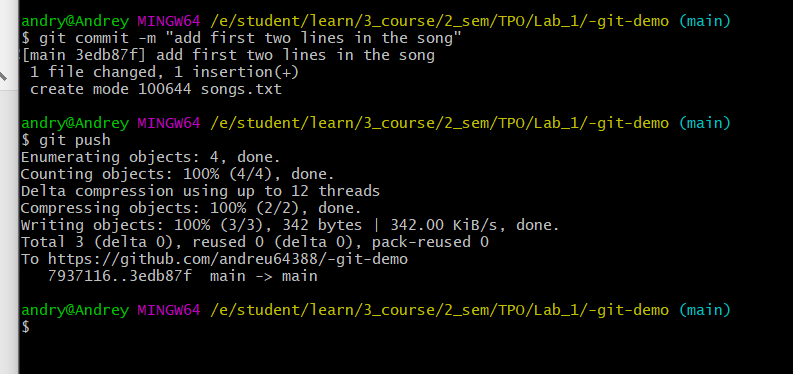 andry@Andrey MINGW64 /e/student/learn/3_course/2_sem/TPO/Lab_1/-git-demo (main)
$ git commit -m "add first two lines in the song"
[main 3edb87f] add first two lines in the song
 1 file changed, 1 insertion(+)
 create mode 100644 songs.txt
andry@Andrey MINGW64 /e/student/learn/3_course/2_sem/TPO/Lab_1/-git-demo (main)
$ git push
Enumerating objects: 4, done.
Counting objects: 100% (4/4), done.
Delta compression using up to 12 threads
Compressing objects: 100% (2/2), done.
Writing objects: 100% (3/3), 342 bytes | 342.00 KiB/s, done.
Total 3 (delta 0), reused 0 (delta 0), pack-reused 0
To https://github.com/andreu64388/-git-demo
   7937116..3edb87f  main -> main
andry@Andrey MINGW64 /e/student/learn/3_course/2_sem/TPO/Lab_1/-git-demo (main)
$